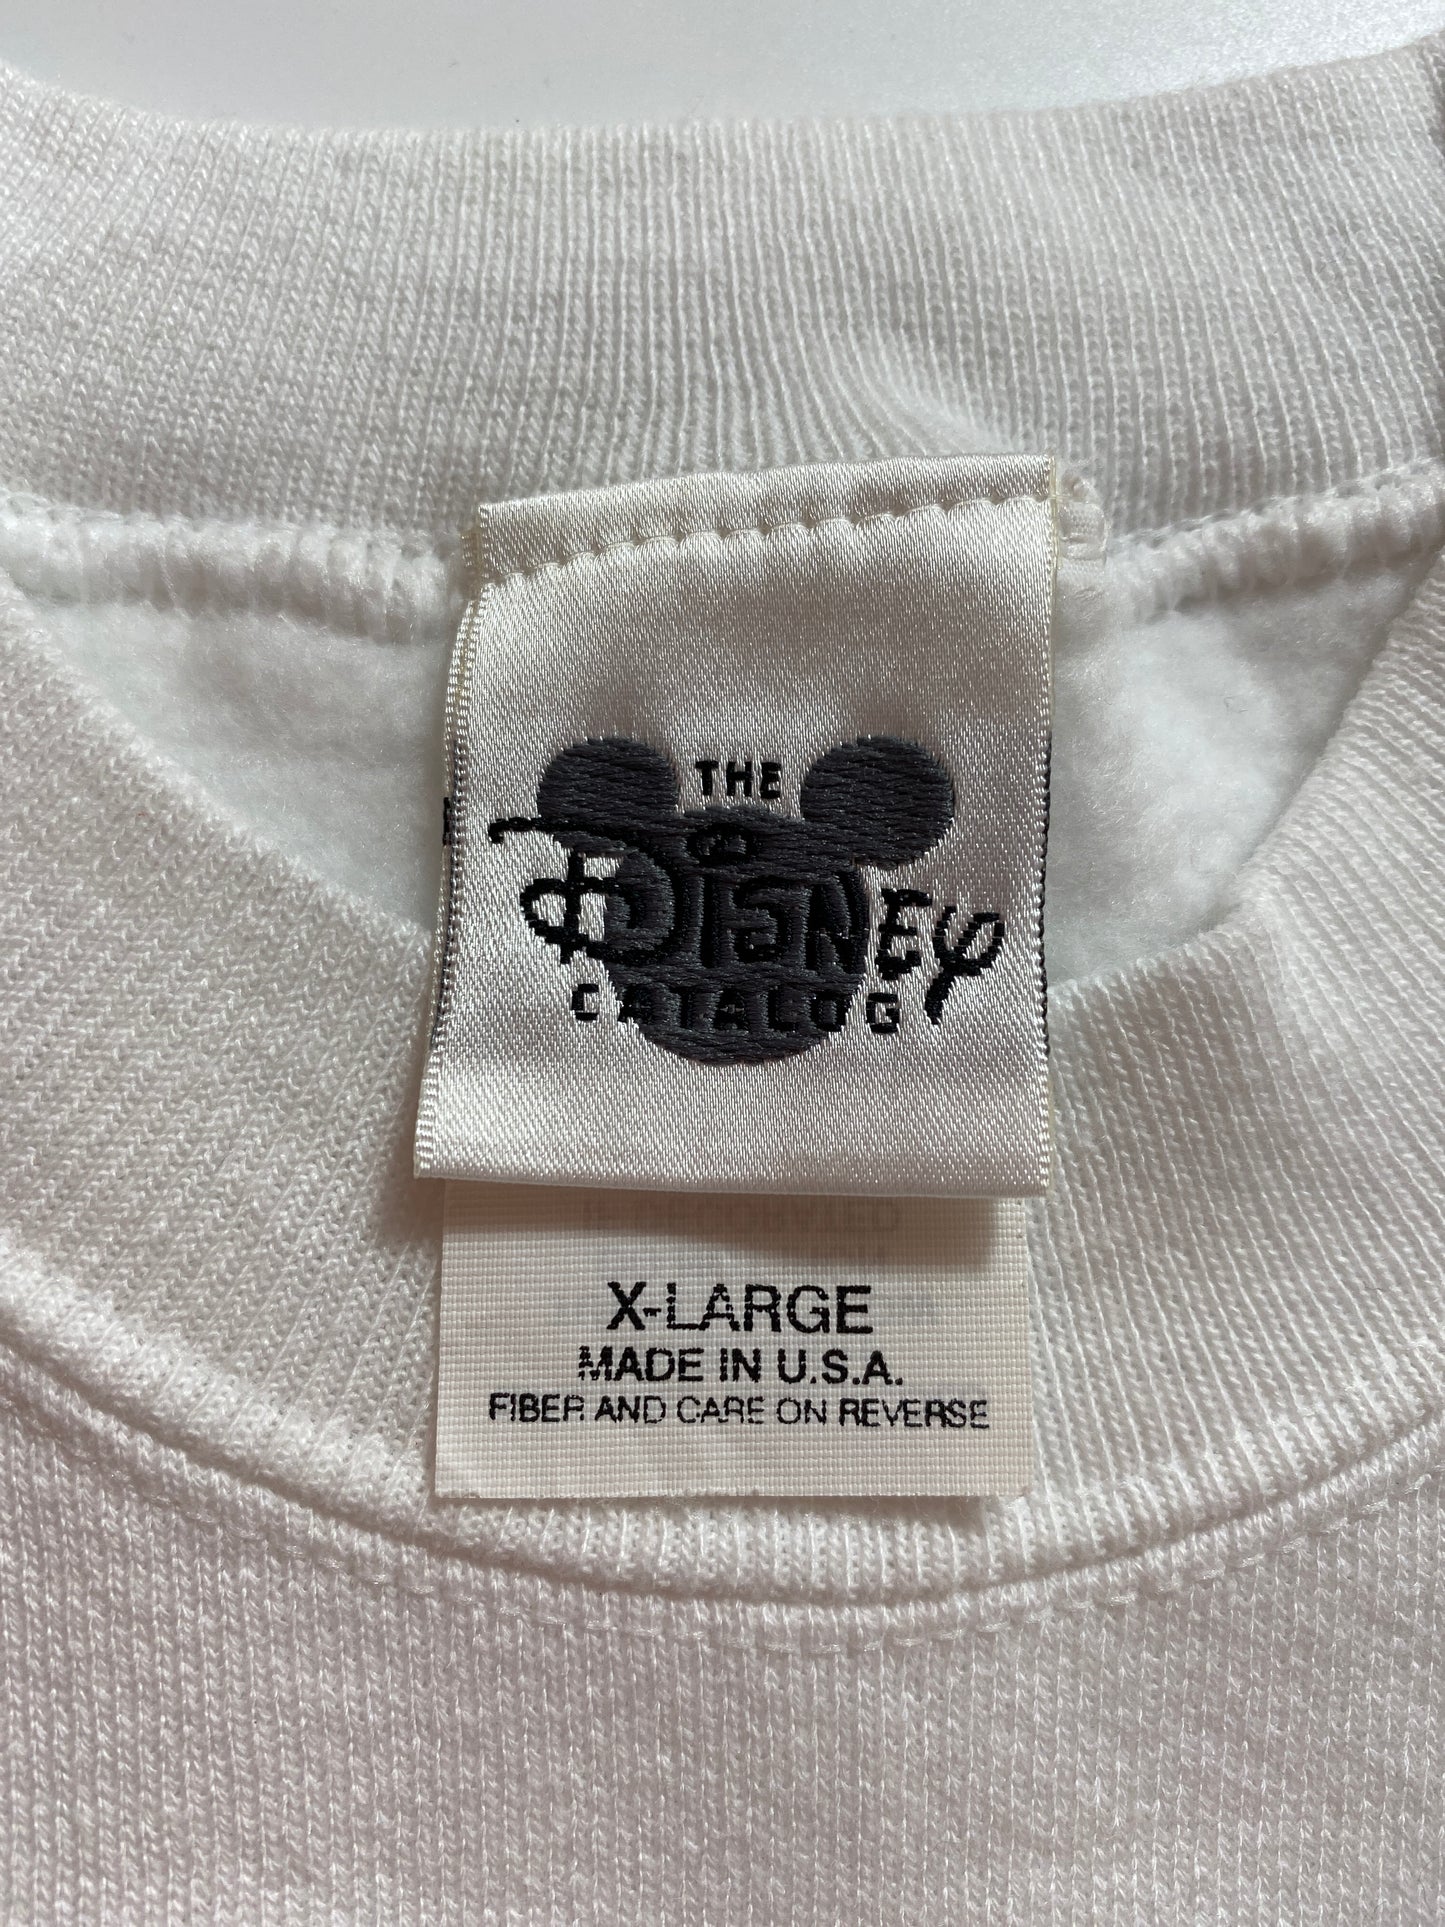 THE
DISNEY
CATALOG
X-LARGE
MADE IN U.S.A.
FIBER AND CARE ON REVERSE